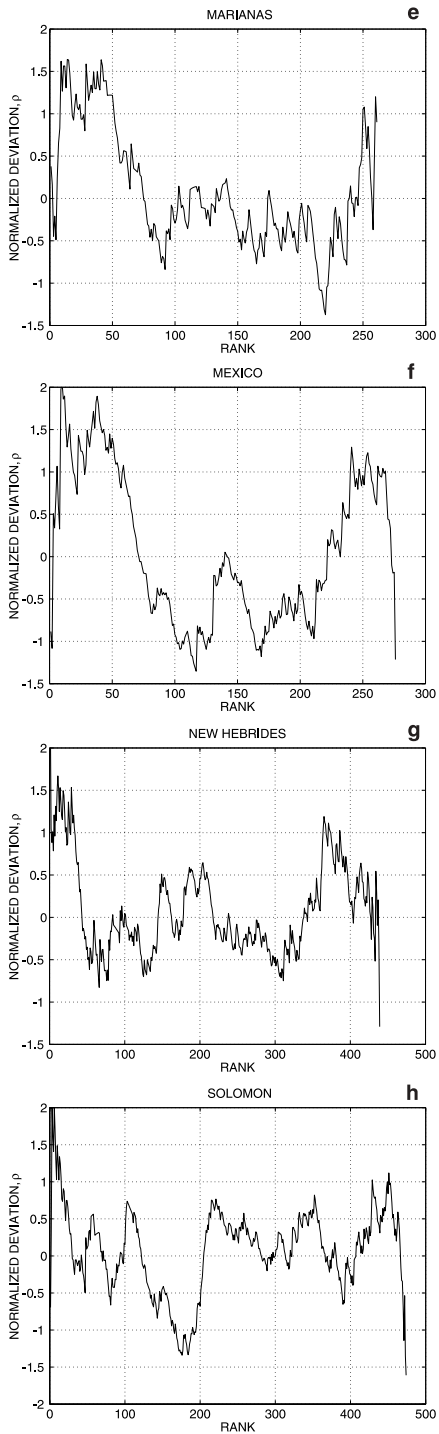 MARIANAS
e
2
1.5
1
0.5
0
-0.5
-1
-1.5
NORMALIZED DEVIATION, ρ
0 50 100 150 200 250 300
RANK
MEXICO
f
2
1.5
1
0.5
0
-0.5
-1
-1.5
NORMALIZED DEVIATION, ρ
0 50 100 150 200 250 300
RANK
NEW HEBRIDES
g
2
1.5
1
0.5
0
-0.5
-1
-1.5
NORMALIZED DEVIATION, ρ
0 100 200 300 400 500
RANK
SOLOMON
h
2
1.5
1
0.5
0
-0.5
-1
-1.5
-2
NORMALIZED DEVIATION, ρ
0 100 200 300 400 500
RANK